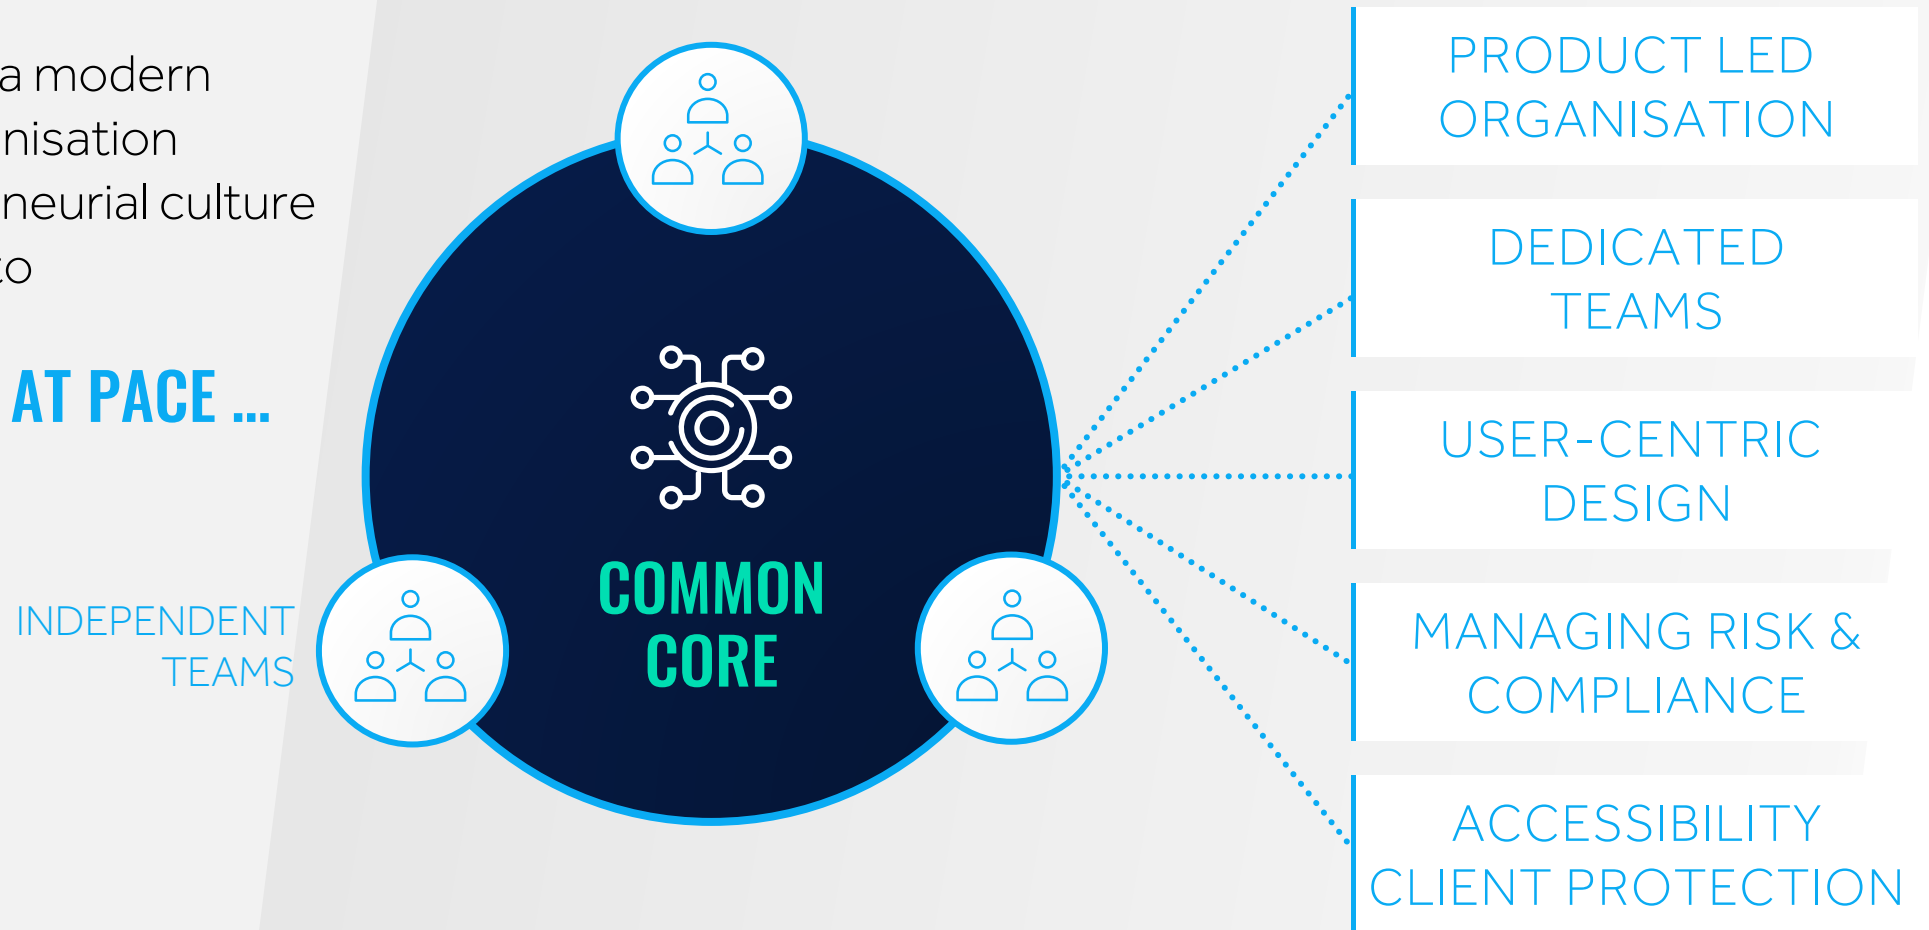 a modern
nisation
neurial culture
to
AT PACE ...
INDEPENDENT
TEAMS
COMMON
CORE
PRODUCT LED
ORGANISATION
DEDICATED
TEAMS
USER-CENTRIC
DESIGN
MANAGING RISK &
COMPLIANCE
ACCESSIBILITY
CLIENT PROTECTION